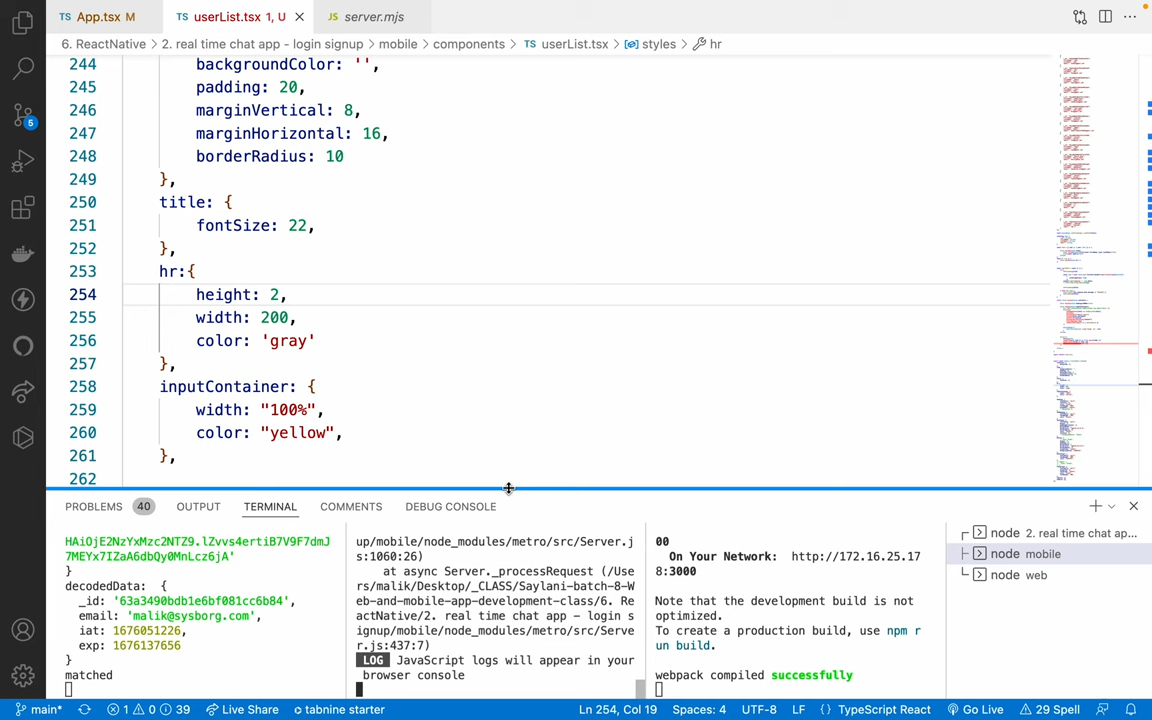 TS App.tsx M
TS userList.tsx 1, U
JS server.mjs
6. ReactNative > 2. real time chat app - login signup > mobile > components > TS userList.tsx > styles > hr
244 backgroundColor: '',
245 padding: 20,
246 marginVertical: 8,
247 marginHorizontal: 16,
248 borderRadius: 10
249 },
250 title: {
251 fontSize: 22,
252 },
253 hr:{
254 height: 2,
255 width: 200,
256 color: 'gray'
257 },
258 inputContainer: {
259 width: "100%",
260 color: "yellow",
261 },
262
5
PROBLEMS 40 OUTPUT TERMINAL COMMENTS DEBUG CONSOLE
HAiOjE2NzYxMzc2NTZ9.lZvvs4ertiB7V9F7dmJ
7MEYx7IZaA6dbQy0MnLcz6jA'
}
decodedData: {
_id: '63a3490bdb1e6bf081cc6b84',
email: 'malik@sysborg.com',
iat: 1676051226,
exp: 1676137656
}
matched
up/mobile/node_modules/metro/src/Server.j
s:1060:26)
at async Server._processRequest (/Use
rs/malik/Desktop/_CLASS/Saylani-batch-8-W
eb-and-mobile-app-development-class/6. Re
actNative/2. real time chat app - login s
ignup/mobile/node_modules/metro/src/Serve
r.js:437:7)
LOG JavaScript logs will appear in your
browser console
00
On Your Network: http://172.16.25.17
8:3000
Note that the development build is not
optimized.
To create a production build, use npm r
un build.
webpack compiled successfully
node 2. real time chat ap...
node mobile
node web
main* 1 0 39 Live Share tabnine starter Ln 254, Col 19 Spaces: 4 UTF-8 LF {} TypeScript React Go Live 29 Spell